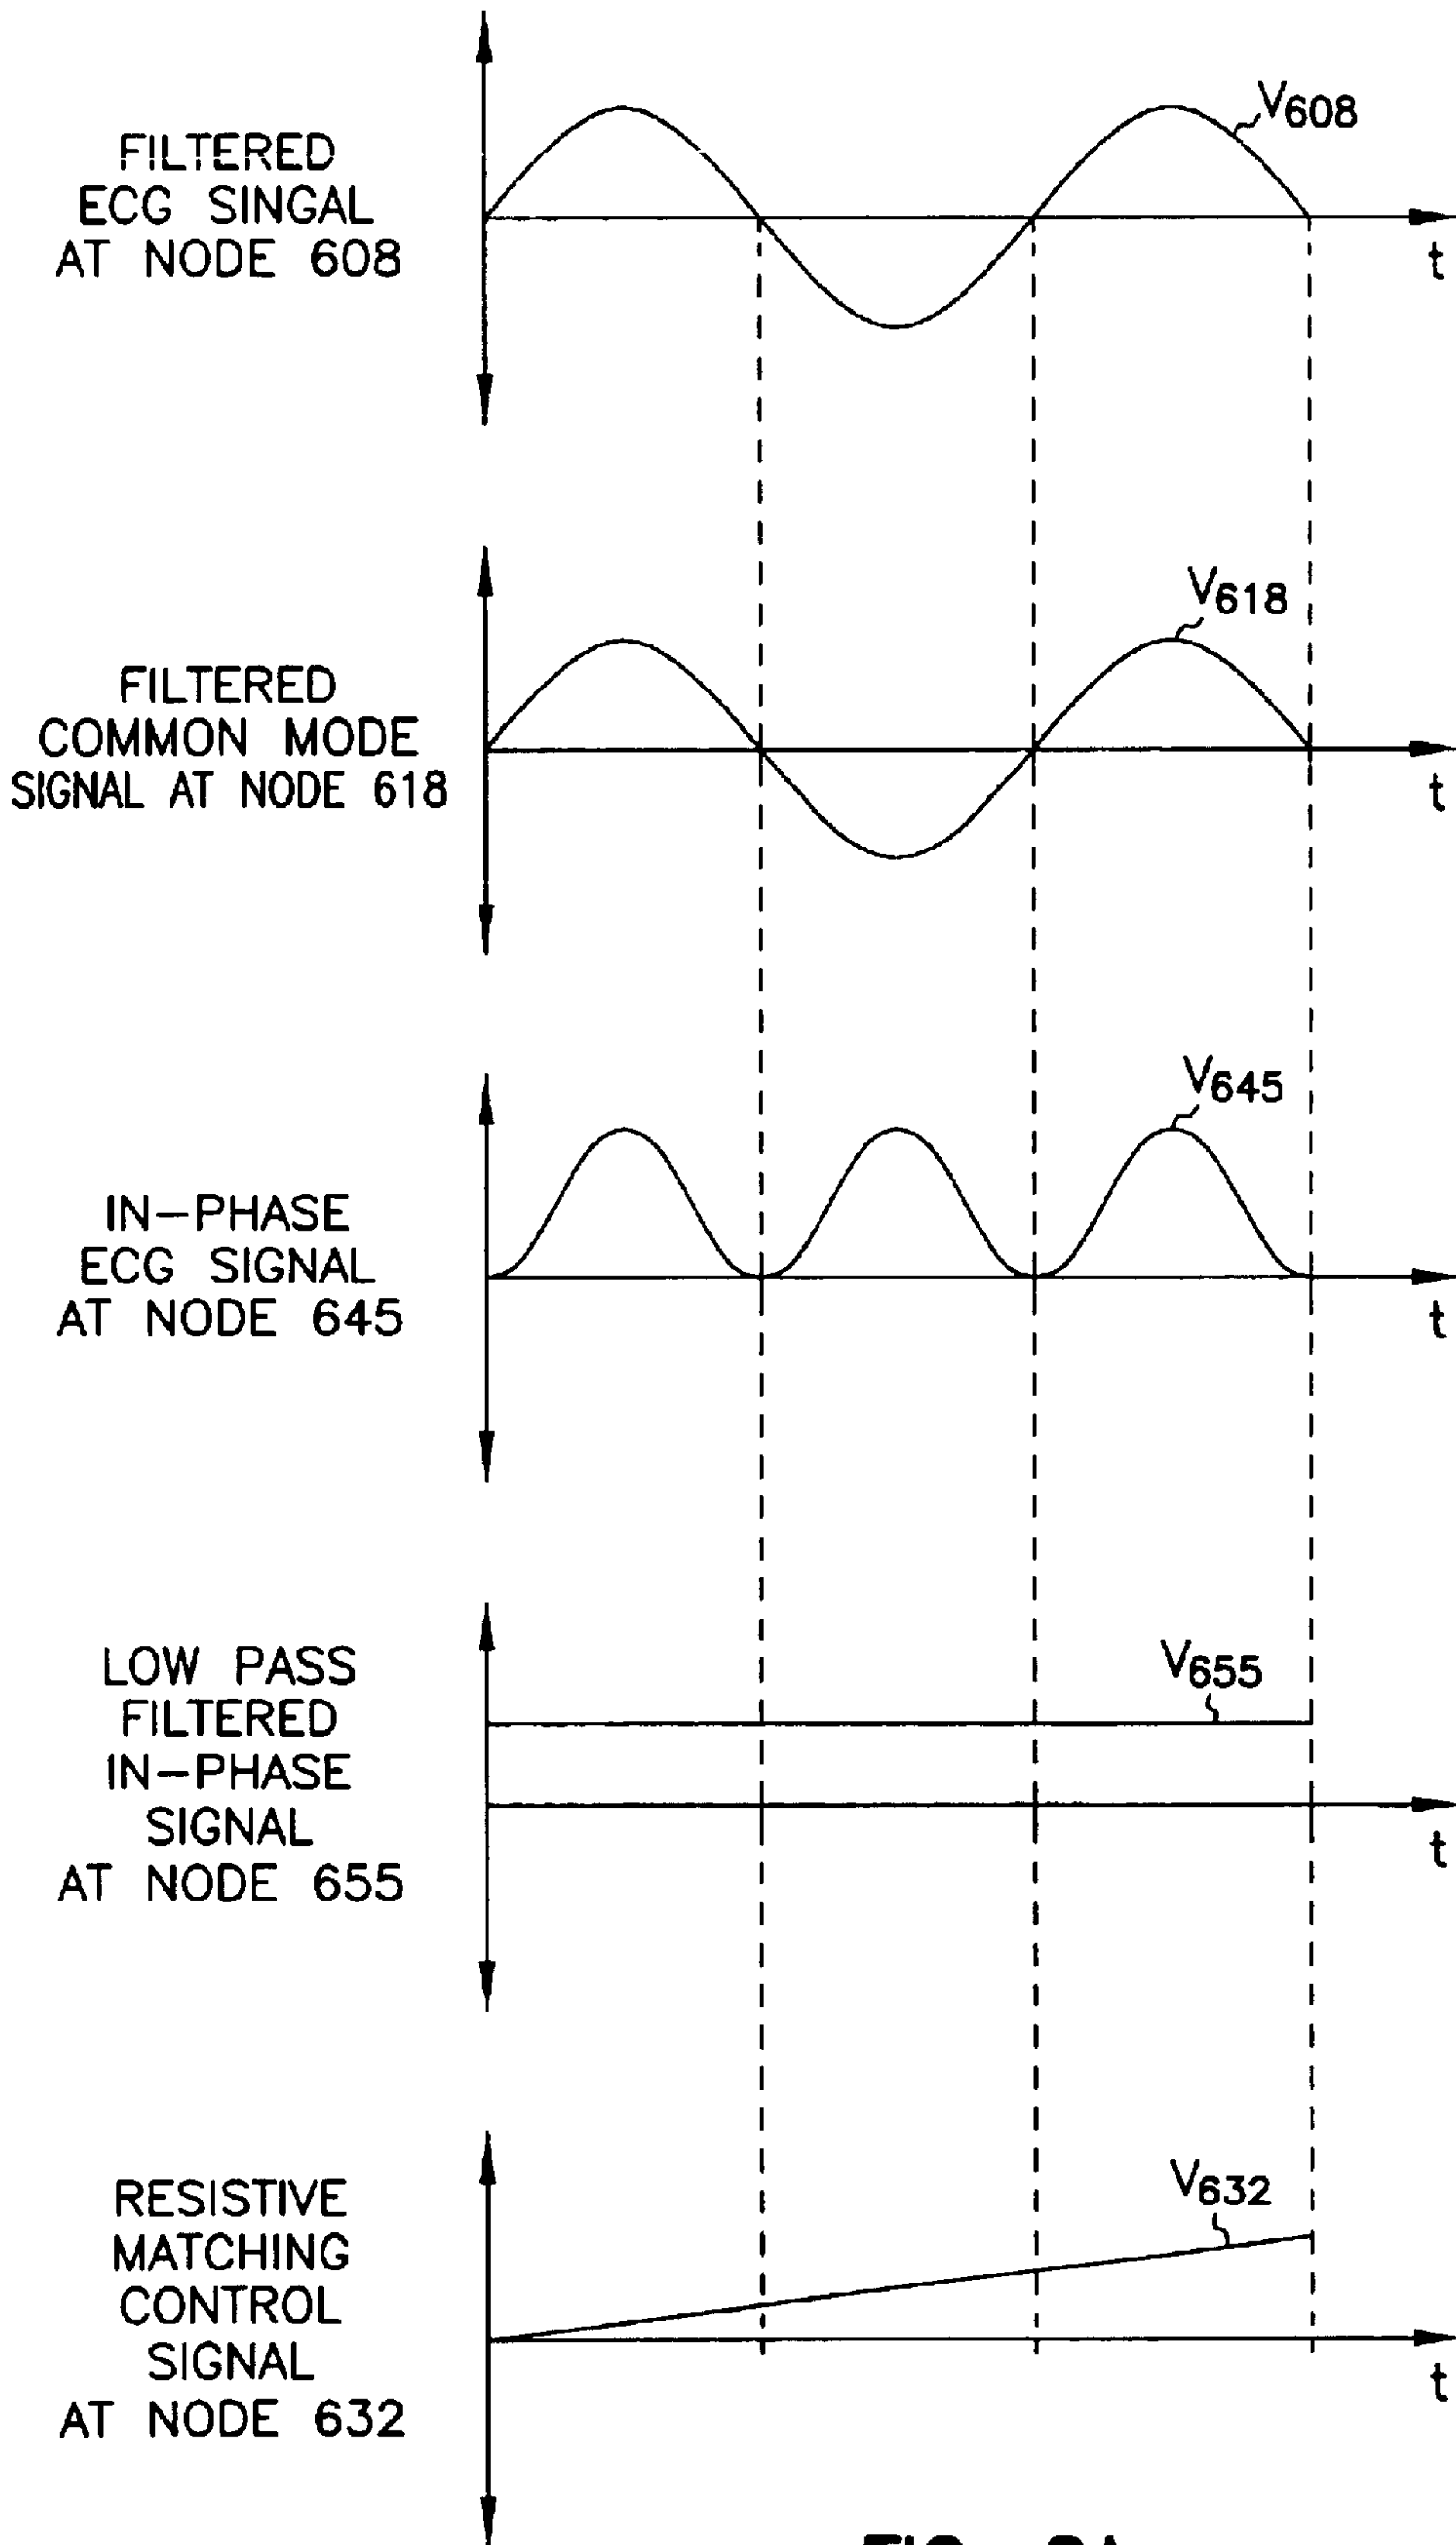 FILTERED
ECG SINGAL
AT NODE 608
V608
t
FILTERED
COMMON MODE
SIGNAL AT NODE 618
V618
t
IN-PHASE
ECG SIGNAL
AT NODE 645
V645
t
LOW PASS
FILTERED
IN-PHASE
SIGNAL
AT NODE 655
V655
t
RESISTIVE
MATCHING
CONTROL
SIGNAL
AT NODE 632
V632
t